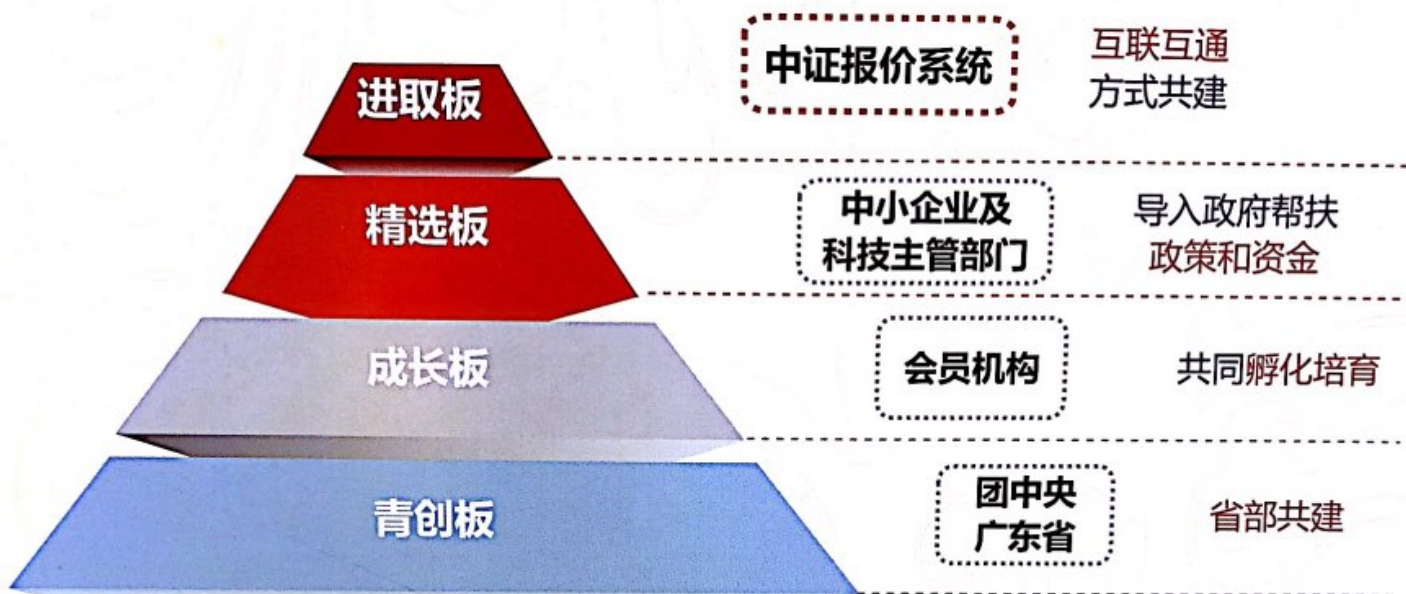 进取板
中证报价系统
互联互通
方式共建
精选板
中小企业及
科技主管部门
导入政府帮扶
政策和资金
成长板
会员机构
共同孵化培育
青创板
团中央
广东省
省部共建